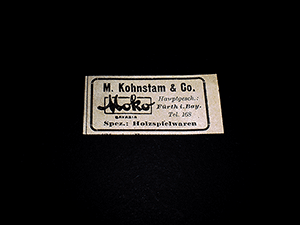 M. Kohnstam & Co.
Moko
BAVARIA
Hauptgesch.:
Fürth i. Bay.
Tel. 168
Spez.: Holzspielwaren